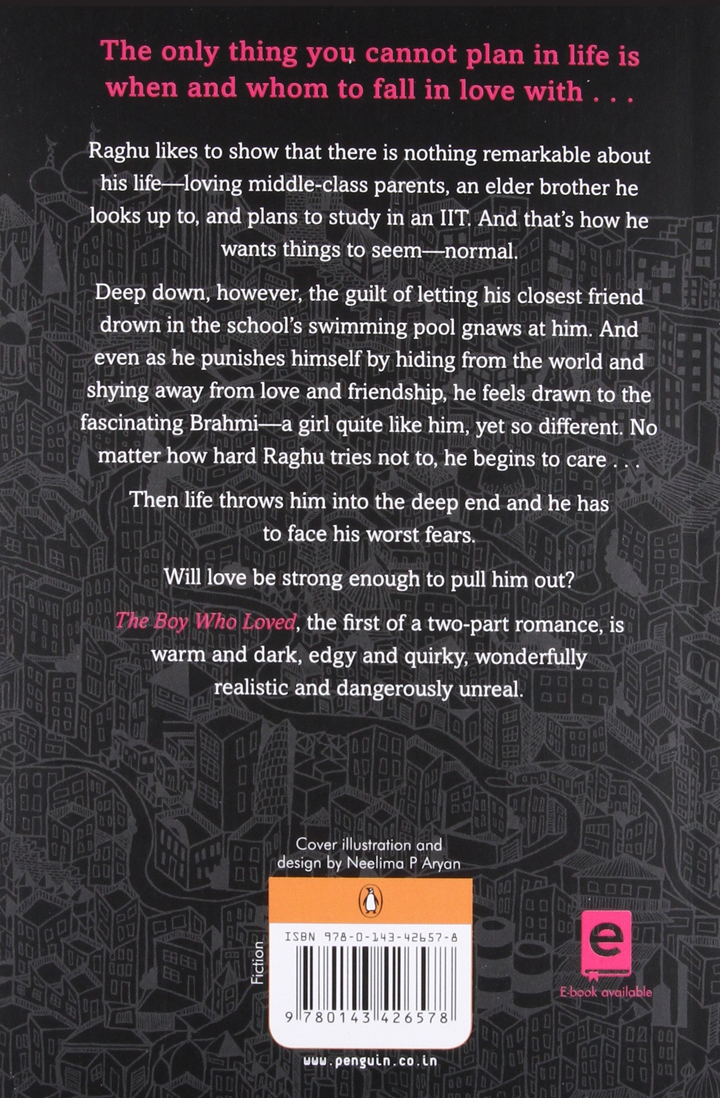 The only thing you cannot plan in life is
when and whom to fall in love with . . .
Raghu likes to show that there is nothing remarkable about
his life—loving middle-class parents, an elder brother he
looks up to, and plans to study in an IIT. And that's how he
wants things to seem—normal.
Deep down, however, the guilt of letting his closest friend
drown in the school's swimming pool gnaws at him. And
even as he punishes himself by hiding from the world and
shying away from love and friendship, he feels drawn to the
fascinating Brahmi—a girl quite like him, yet so different. No
matter how hard Raghu tries not to, he begins to care . . .
Then life throws him into the deep end and he has
to face his worst fears.
Will love be strong enough to pull him out?
The Boy Who Loved, the first of a two-part romance, is
warm and dark, edgy and quirky, wonderfully
realistic and dangerously unreal.
Cover illustration and
design by Neelima P Aryan
Fiction
ISBN 978-0-143-42657-8
9 780143 426578
www.penguin.co.in
e
E-book available